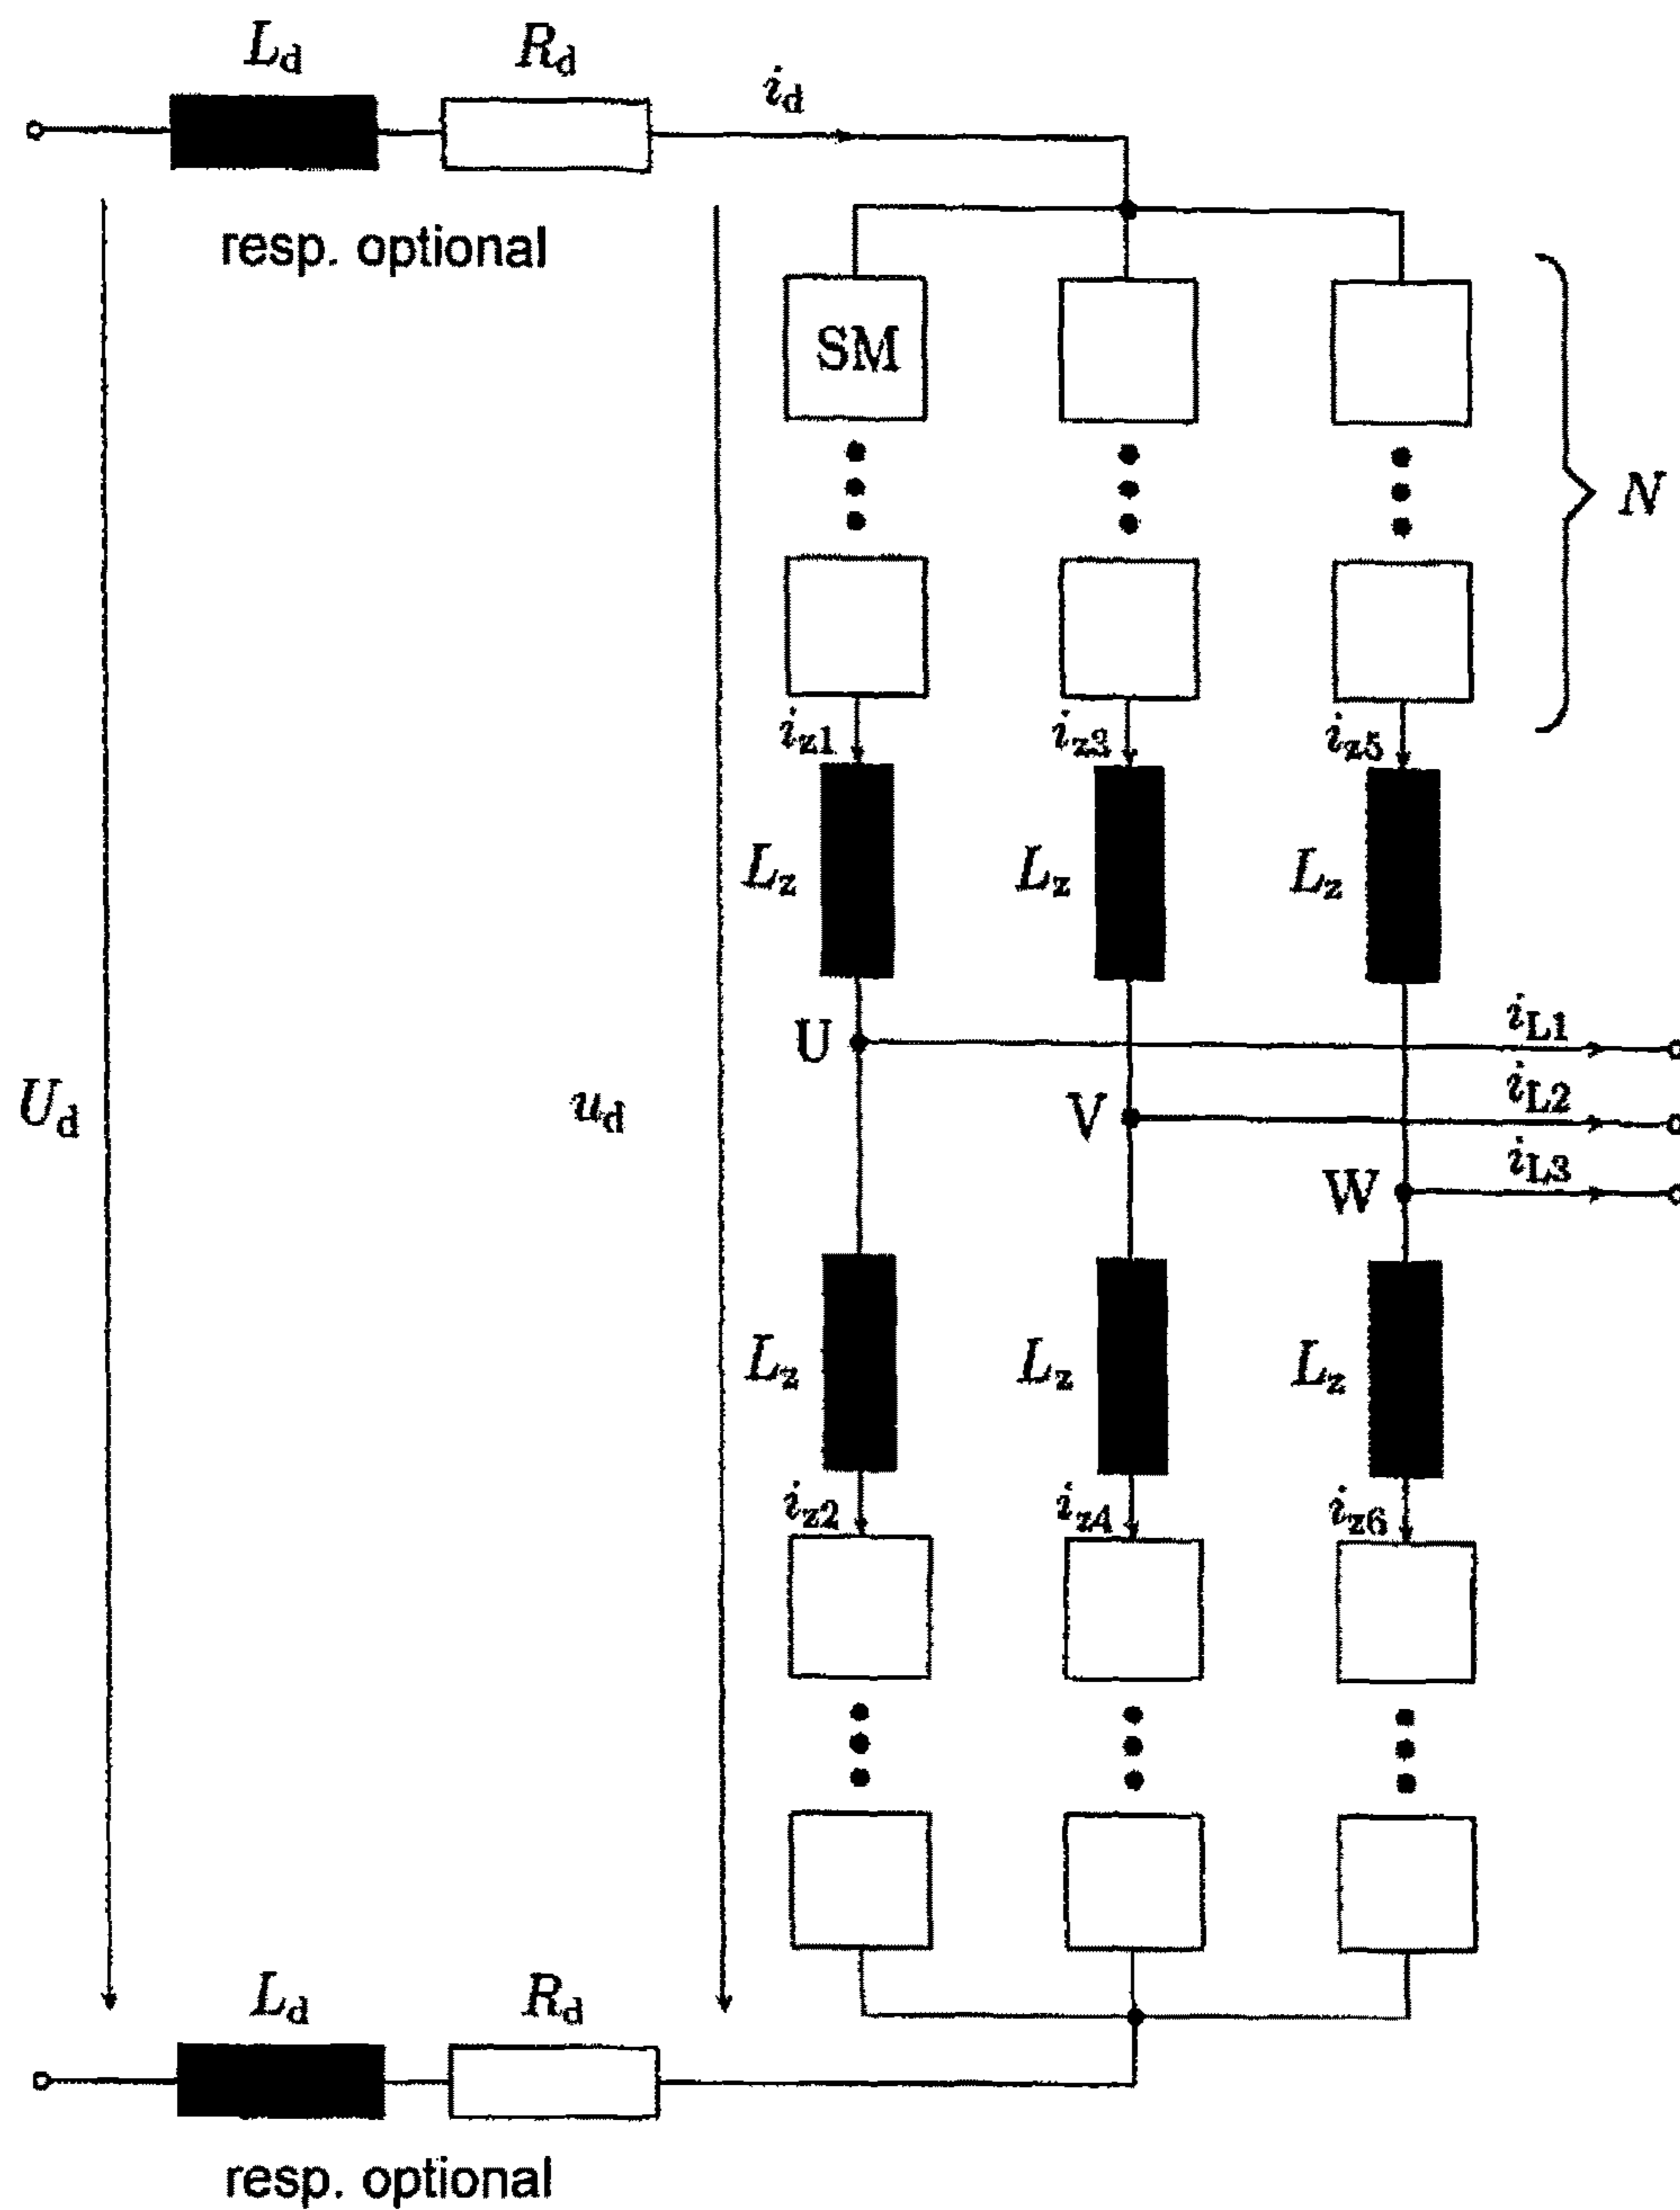 L_d
R_d
i_d
resp. optional
SM
N
i_z1
i_z3
i_z5
L_z
L_z
L_z
U
i_L1
U_d
u_d
V
i_L2
W
i_L3
L_z
L_z
L_z
i_z2
i_z4
i_z6
L_d
R_d
resp. optional